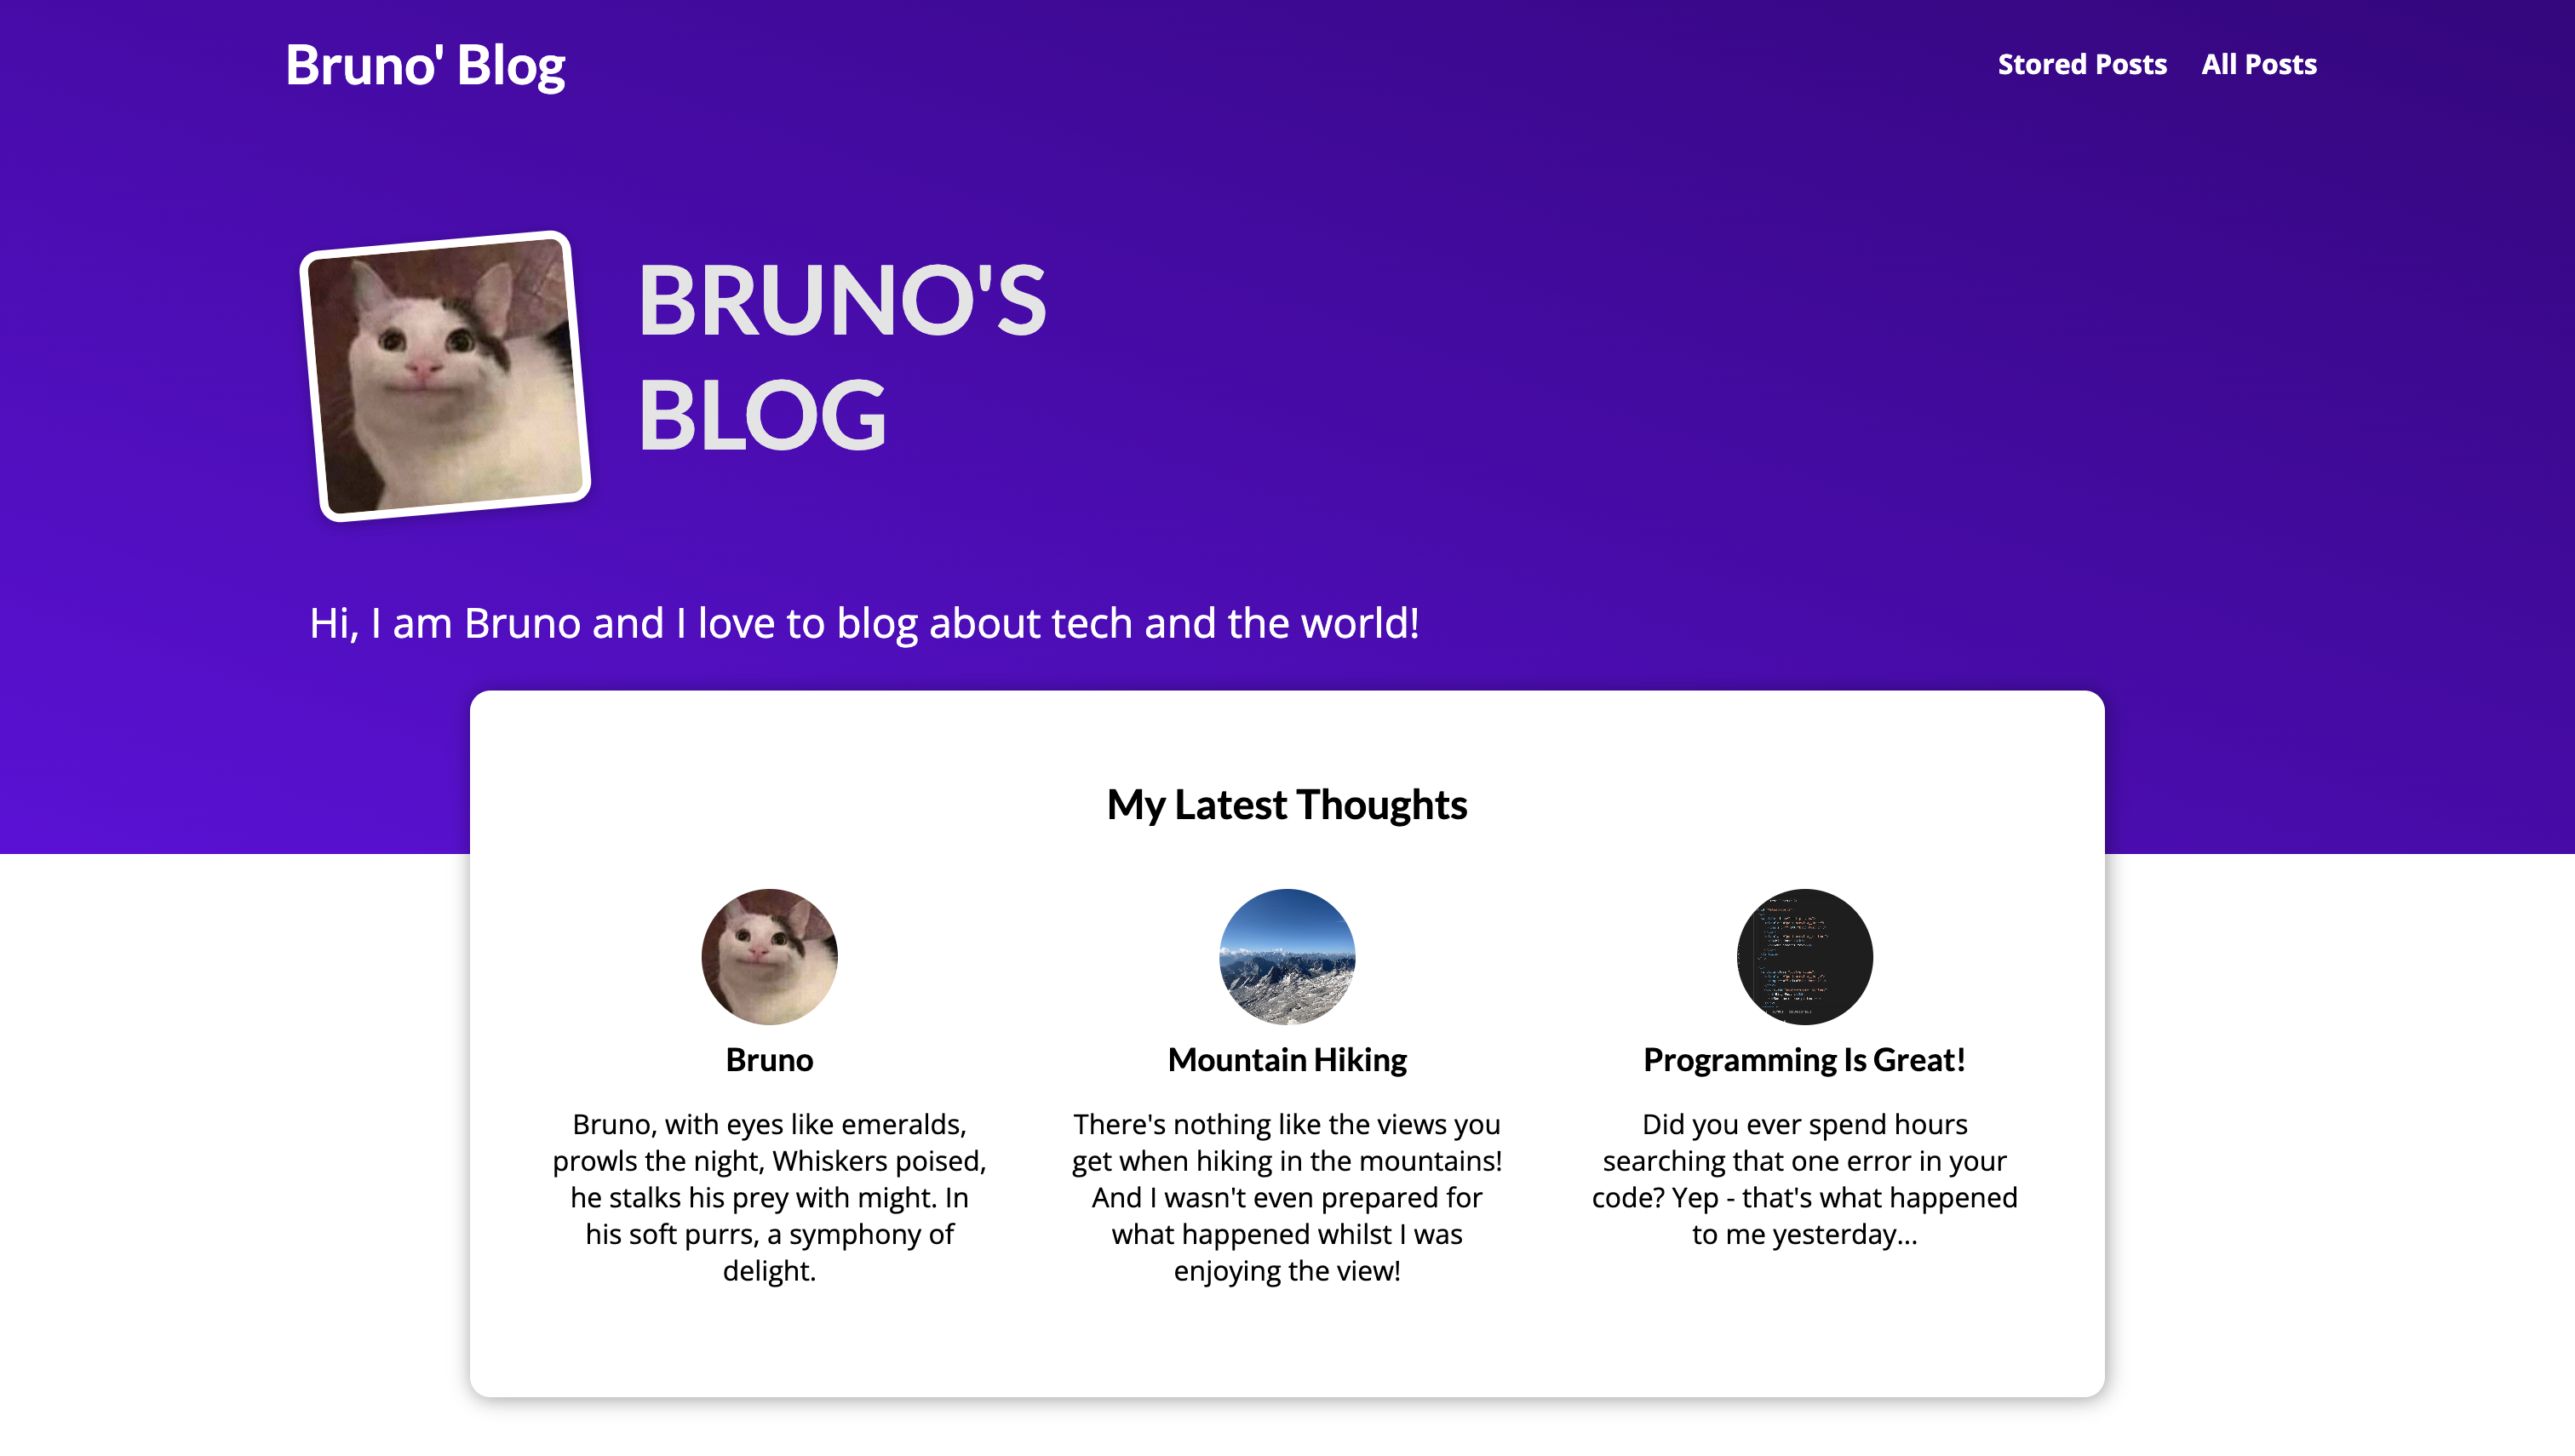 Bruno' Blog
Stored Posts
All Posts
BRUNO'S
BLOG
Hi, I am Bruno and I love to blog about tech and the world!
My Latest Thoughts
Bruno
Bruno, with eyes like emeralds,
prowls the night, Whiskers poised,
he stalks his prey with might. In
his soft purrs, a symphony of
delight.
Mountain Hiking
There's nothing like the views you
get when hiking in the mountains!
And I wasn't even prepared for
what happened whilst I was
enjoying the view!
Programming Is Great!
Did you ever spend hours
searching that one error in your
code? Yep - that's what happened
to me yesterday...